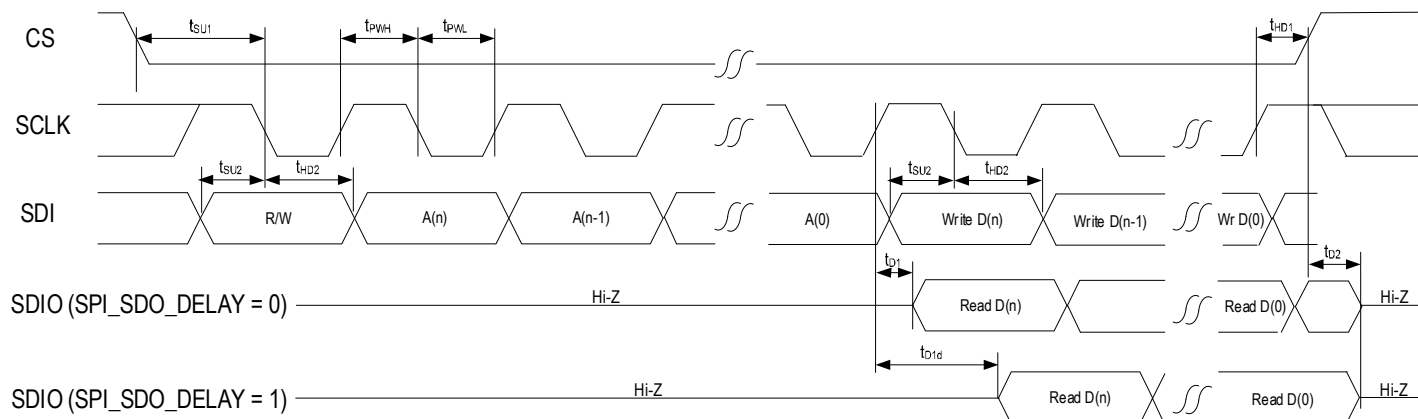 CS
tSU1
tPWH
tPWL
tHD1
SCLK
tSU2
tHD2
tSU2
tHD2
SDI
R/W
A(n)
A(n-1)
A(0)
Write D(n)
Write D(n-1)
Wr D(0)
tD1
tD2
SDIO (SPI_SDO_DELAY = 0)
Hi-Z
Read D(n)
Read D(0)
Hi-Z
tD1d
SDIO (SPI_SDO_DELAY = 1)
Hi-Z
Read D(n)
Read D(0)
Hi-Z